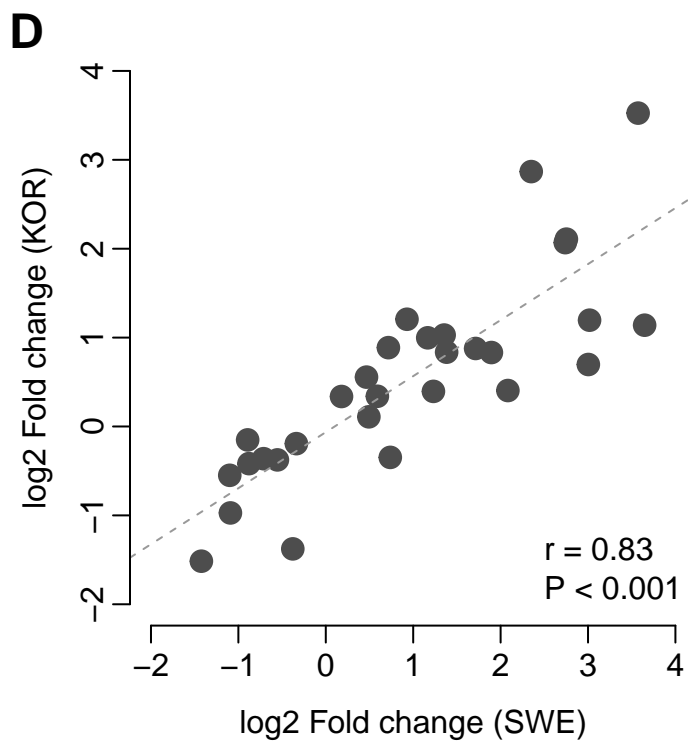 D
4
3
2
1
0
–1
–2
log2 Fold change (KOR)
r = 0.83
P < 0.001
–2 –1 0 1 2 3 4
log2 Fold change (SWE)